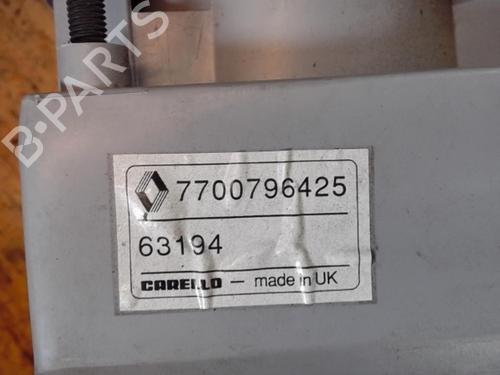 B-PARTS
7700796425
63194
CARELLO — made in UK